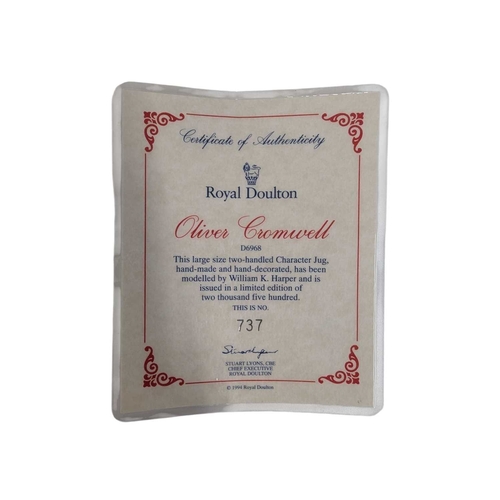 Certificate of Authenticity
Royal Doulton
Oliver Cromwell
D6968
This large size two-handled Character Jug,
hand-made and hand-decorated, has been
modelled by William K. Harper and is
issued in a limited edition of
two thousand five hundred.
THIS IS NO.
737
STUART LYONS, CBE
CHIEF EXECUTIVE
ROYAL DOULTON
© 1994 Royal Doulton